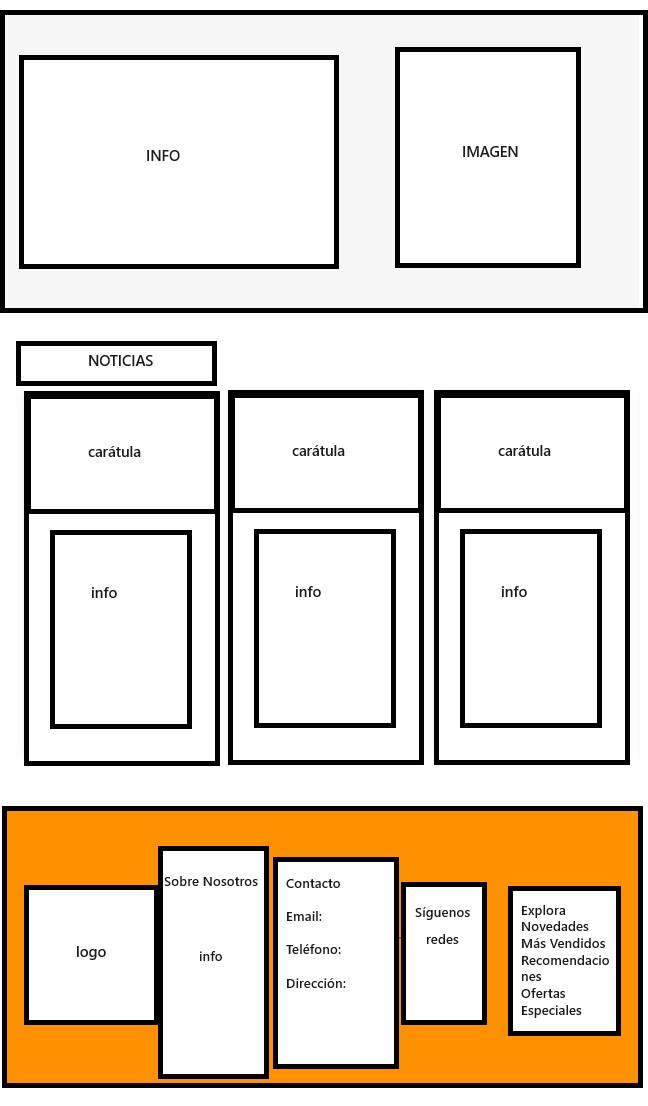 INFO
IMAGEN
NOTICIAS
carátula
carátula
carátula
info
info
info
logo
Sobre Nosotros
info
Contacto
Email:
Teléfono:
Dirección:
Síguenos
redes
Explora
Novedades
Más Vendidos
Recomendacio
nes
Ofertas
Especiales